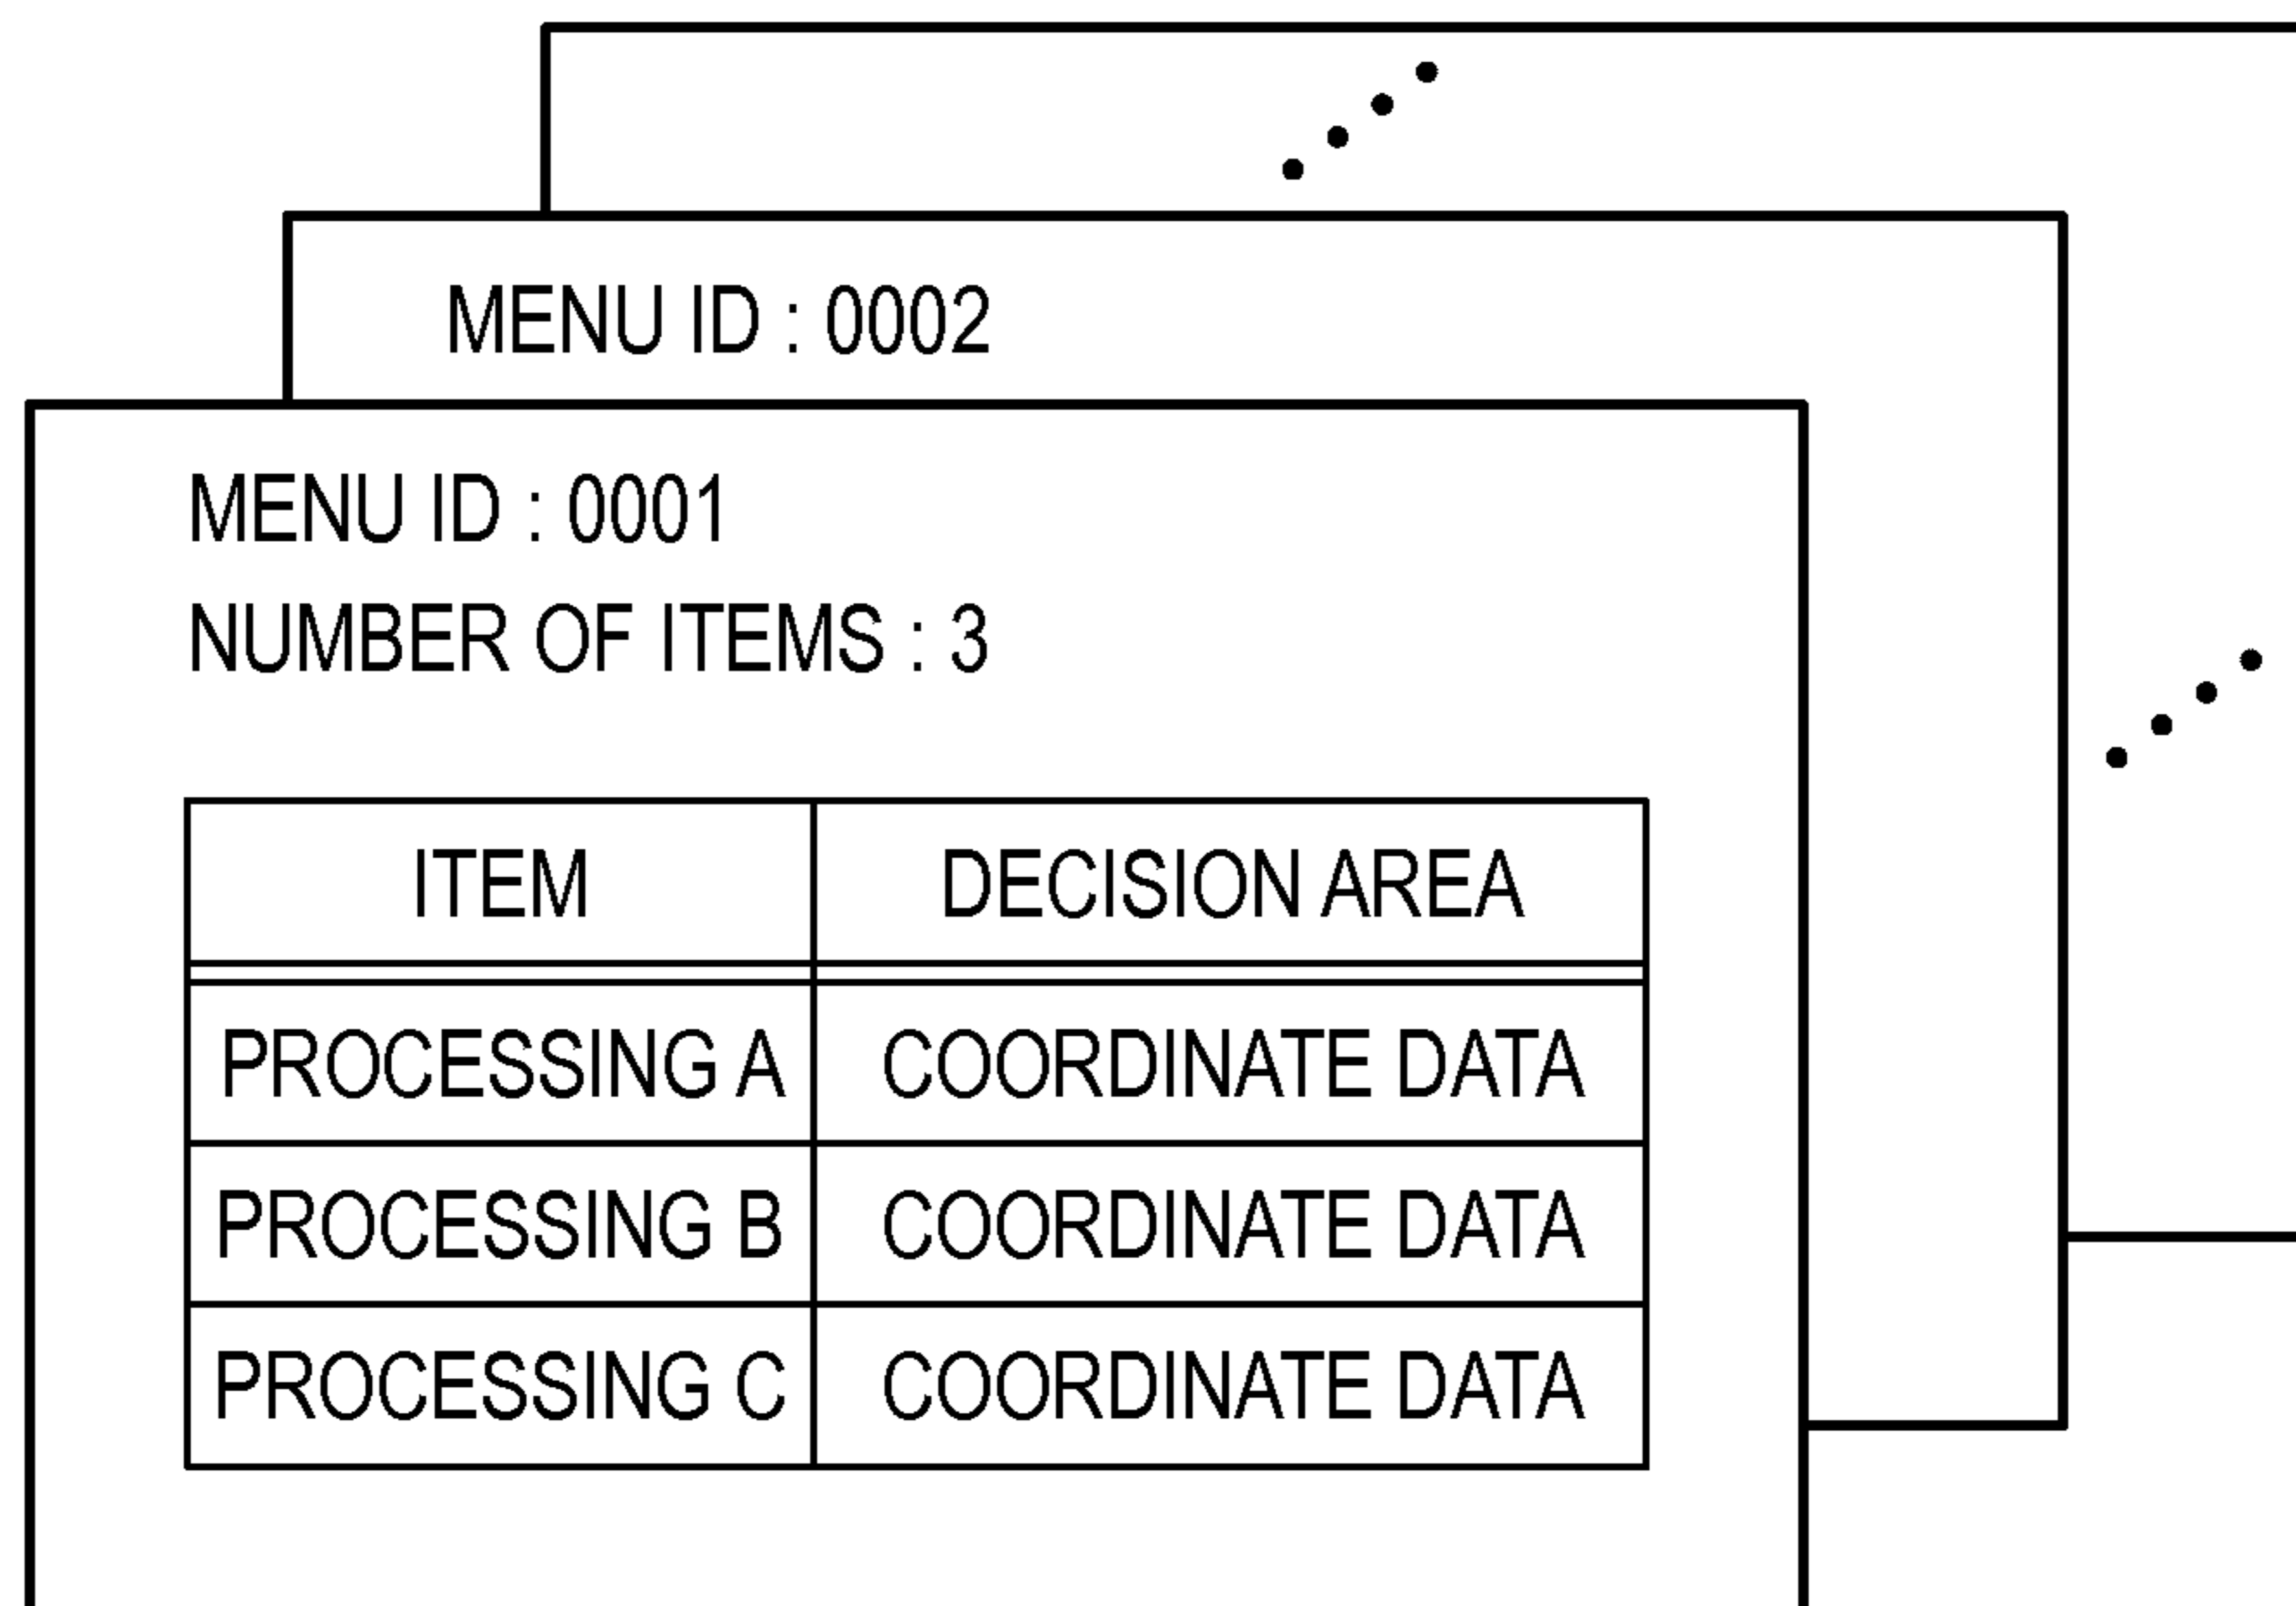 MENU ID : 0002
MENU ID : 0001
NUMBER OF ITEMS : 3
ITEM DECISION AREA
PROCESSING A COORDINATE DATA
PROCESSING B COORDINATE DATA
PROCESSING C COORDINATE DATA